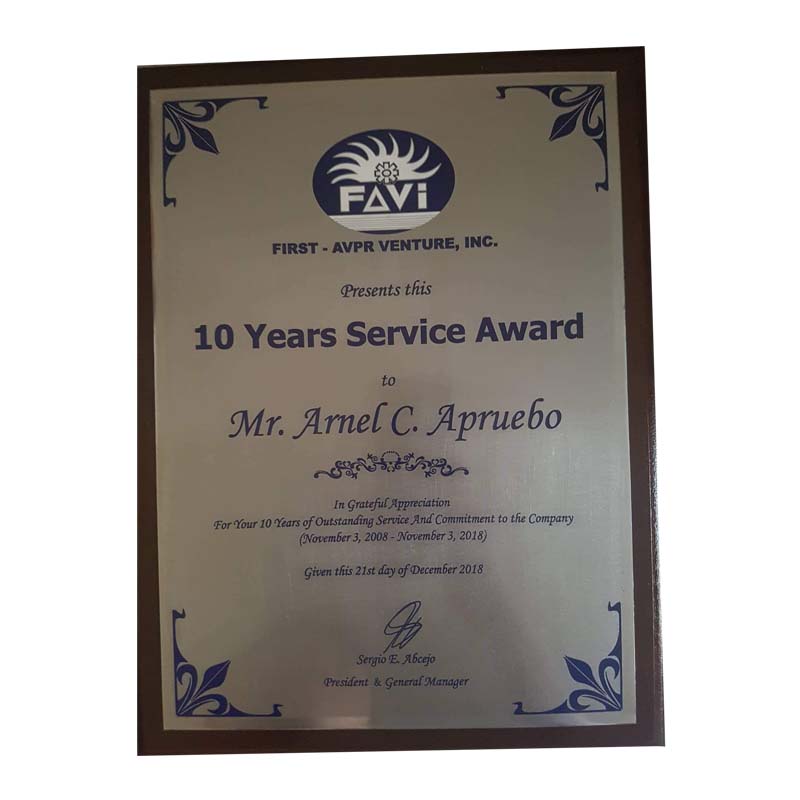 FAVi
FIRST - AVPR VENTURE, INC.
Presents this
10 Years Service Award
to
Mr. Arnel C. Apruebo
In Grateful Appreciation
For Your 10 Years of Outstanding Service And Commitment to the Company
(November 3, 2008 - November 3, 2018)
Given this 21st day of December 2018
Sergio E. Abcejo
President & General Manager